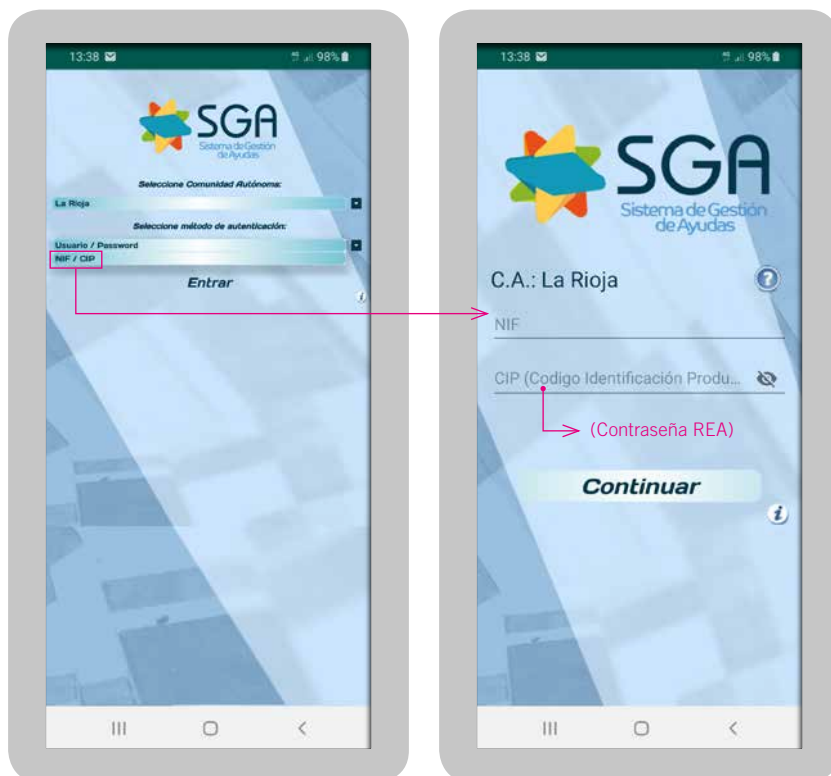 13:38
98%
SGA
Sistema de Gestión
de Ayudas
Seleccione Comunidad Autónoma:
La Rioja
Seleccione método de autenticación:
Usuario / Password
NIF / CIP
Entrar
i
13:38
98%
SGA
Sistema de Gestión
de Ayudas
C.A.: La Rioja
?
NIF
CIP (Codigo Identificación Produ...
(Contraseña REA)
Continuar
i